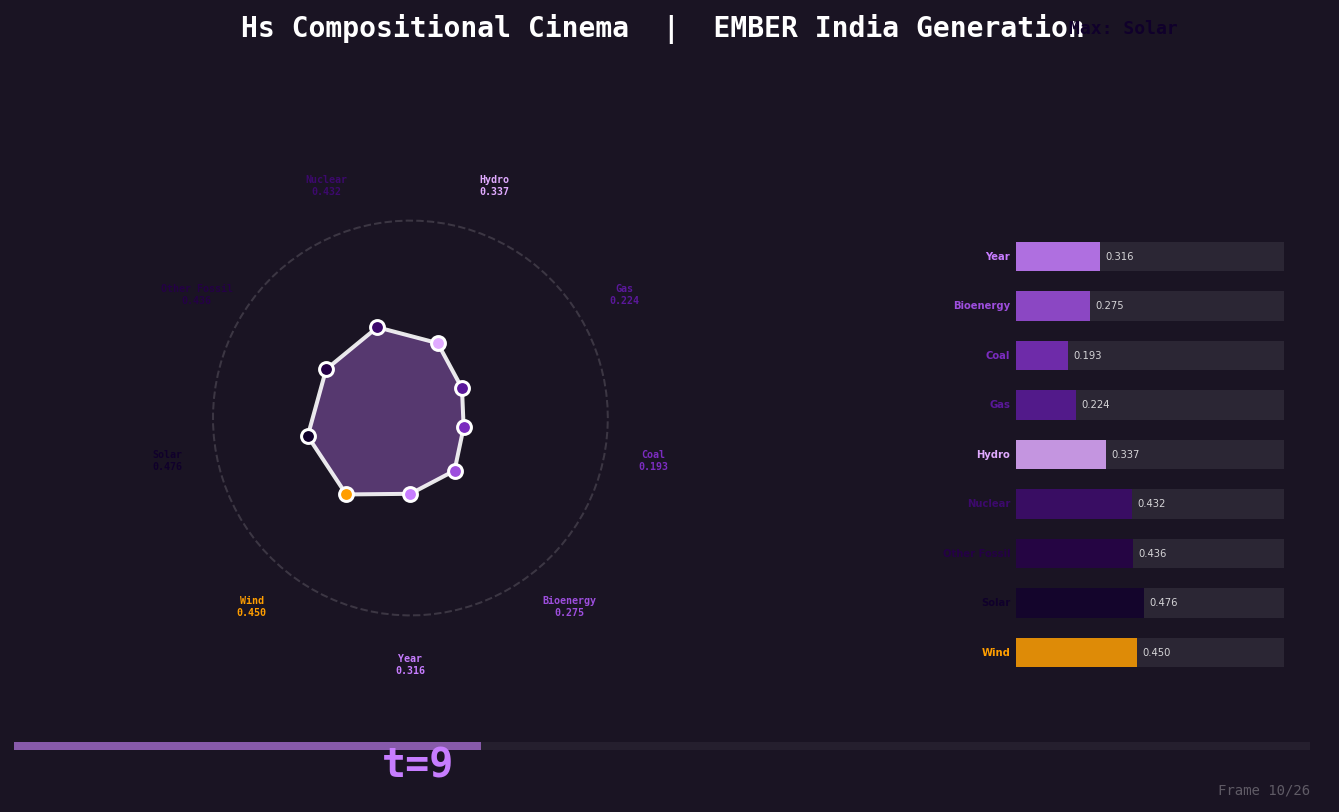 Hs Compositional Cinema | EMBER India Generation
Max: Solar
Nuclear
0.432
Hydro
0.337
Other Fossil
0.436
Gas
0.224
Solar
0.476
Coal
0.193
Wind
0.450
Bioenergy
0.275
Year
0.316
Year 0.316
Bioenergy 0.275
Coal 0.193
Gas 0.224
Hydro 0.337
Nuclear 0.432
Other Fossil 0.436
Solar 0.476
Wind 0.450
t=9
Frame 10/26